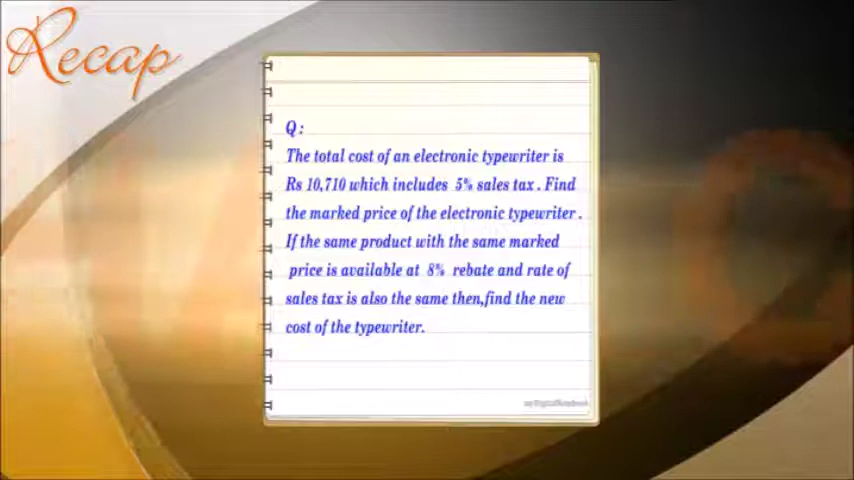 Recap
Q :
The total cost of an electronic typewriter is
Rs 10,710 which includes 5% sales tax . Find
the marked price of the electronic typewriter .
If the same product with the same marked
price is available at 8% rebate and rate of
sales tax is also the same then,find the new
cost of the typewriter.